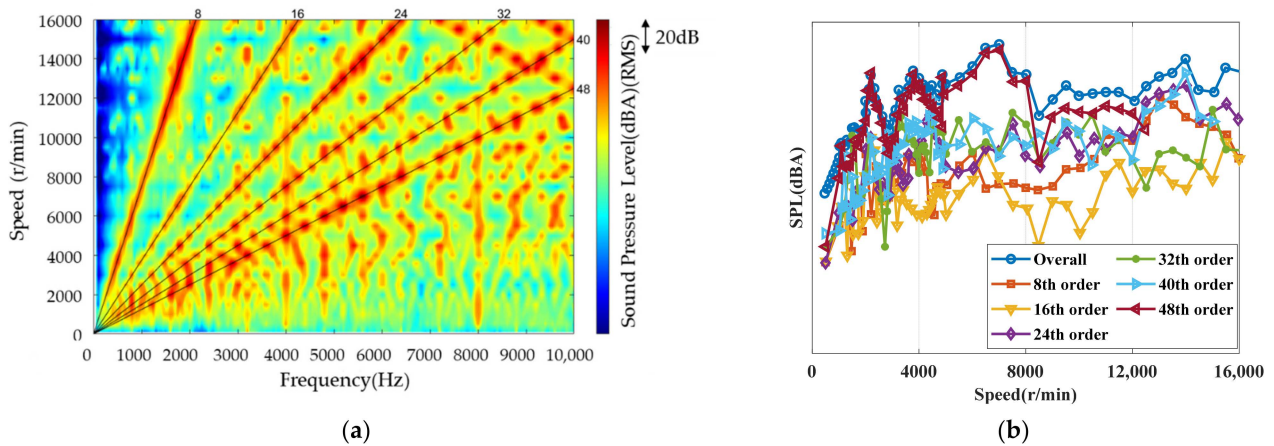 8 16 24 32
16000
14000
12000
10000
8000
6000
4000
2000
0
Speed (r/min)
40
48
0 1000 2000 3000 4000 5000 6000 7000 8000 9000 10,000
Frequency(Hz)
Sound Pressure Level(dB(A)(RMS)
20dB
(a)
SPL(dBA)
Overall
8th order
16th order
24th order
32th order
40th order
48th order
0 4000 8000 12,000 16,000
Speed(r/min)
(b)